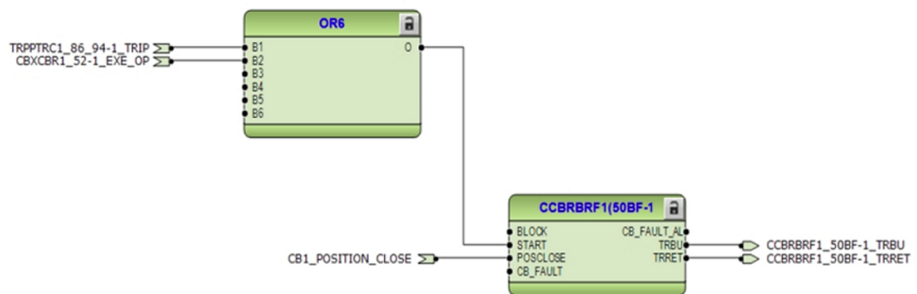 OR6
TRPPTRC1_86_94-1_TRIP
CBXCBR1_52-1_EXE_OP
B1
B2
B3
B4
B5
B6
O
CCBRBRF1(50BF-1
CB1_POSITION_CLOSE
BLOCK
START
POSCLOSE
CB_FAULT
CB_FAULT_AL
TRBU
TRRET
CCBRBRF1_50BF-1_TRBU
CCBRBRF1_50BF-1_TRRET